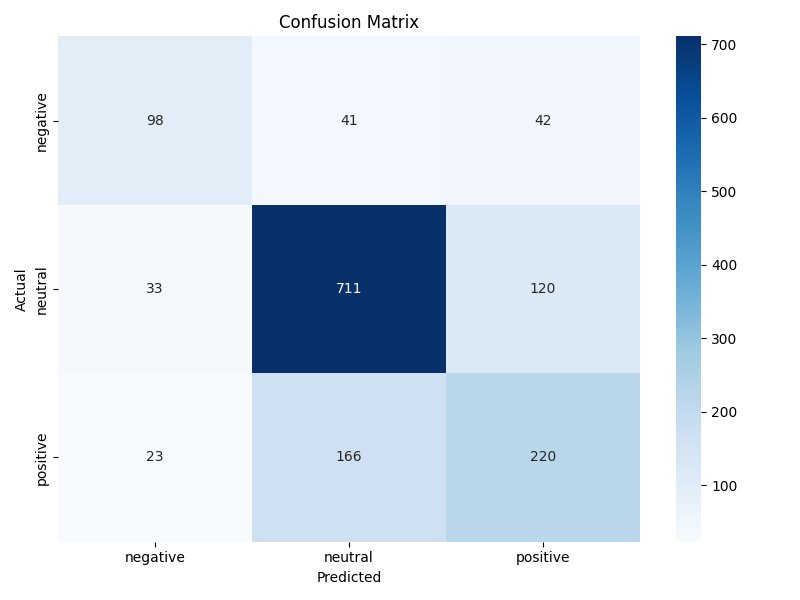 Confusion Matrix
Actual
negative
98
41
42
neutral
33
711
120
positive
23
166
220
negative
neutral
positive
Predicted
700
600
500
400
300
200
100